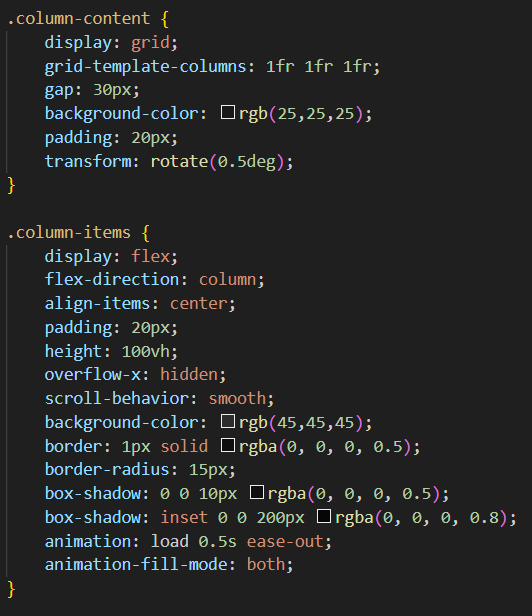 .column-content {
    display: grid;
    grid-template-columns: 1fr 1fr 1fr;
    gap: 30px;
    background-color: rgb(25,25,25);
    padding: 20px;
    transform: rotate(0.5deg);
}

.column-items {
    display: flex;
    flex-direction: column;
    align-items: center;
    padding: 20px;
    height: 100vh;
    overflow-x: hidden;
    scroll-behavior: smooth;
    background-color: rgb(45,45,45);
    border: 1px solid rgba(0, 0, 0, 0.5);
    border-radius: 15px;
    box-shadow: 0 0 10px rgba(0, 0, 0, 0.5);
    box-shadow: inset 0 0 200px rgba(0, 0, 0, 0.8);
    animation: load 0.5s ease-out;
    animation-fill-mode: both;
}